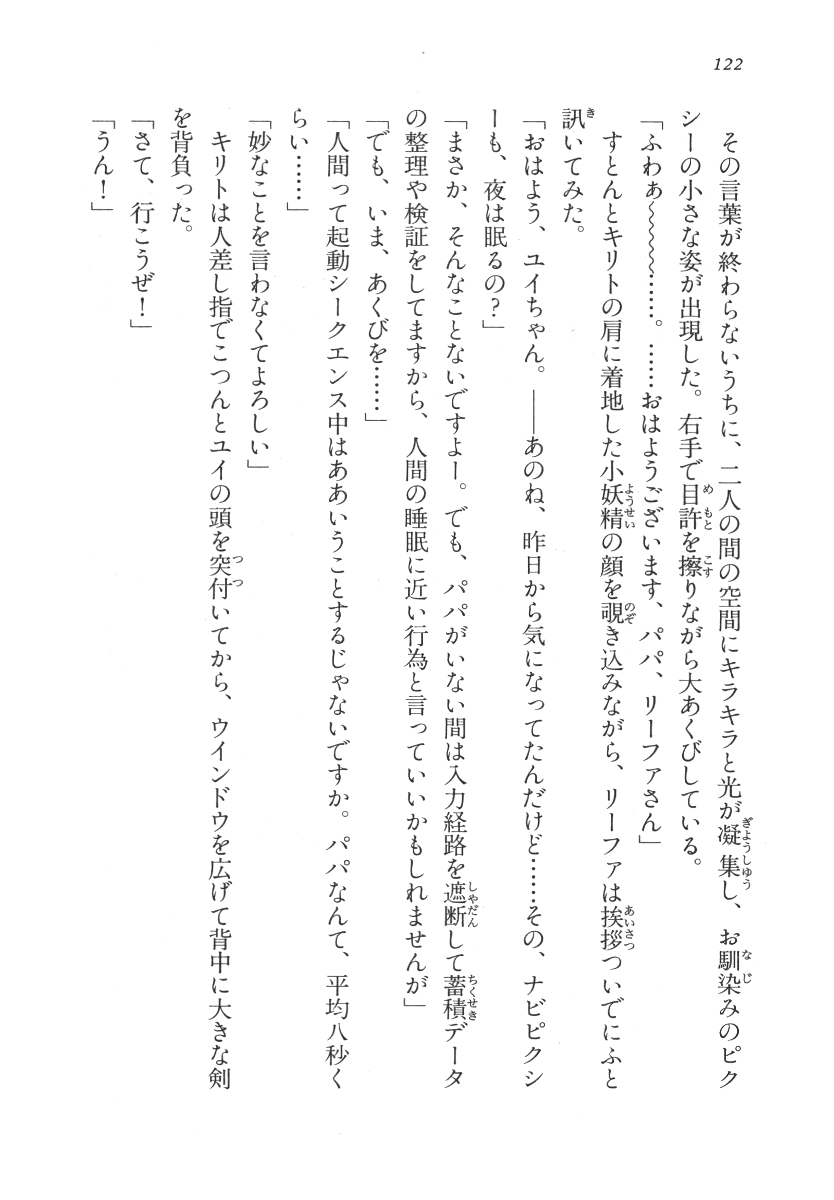 122
その言葉が終わらないうちに、二人の間の空間にキラキラと光が凝集し、お馴染みのピク
シーの小さな姿が出現した。右手で目許を擦りながら大あくびしている。
「ふわぁ〜〜〜〜……。……おはようございます、パパ、リーファさん」
すとんとキリトの肩に着地した小妖精の顔を覗き込みながら、リーファは挨拶ついでにふと
訊いてみた。
「おはよう、ユイちゃん。――あのね、昨日から気になってたんだけど……その、ナビピクシ
ーも、夜は眠るの?」
「まさか、そんなことないですよー。でも、パパがいない間は入力経路を遮断して蓄積データ
の整理や検証をしてますから、人間の睡眠に近い行為と言っていいかもしれませんが」
「でも、いま、あくびを……」
「人間って起動シークエンス中はああいうことするじゃないですか。パパなんて、平均八秒く
らい……」
「妙なことを言わなくてよろしい」
キリトは人差し指でこつんとユイの頭を突付いてから、ウインドウを広げて背中に大きな剣
を背負った。
「さて、行こうぜ!」
「うん!」